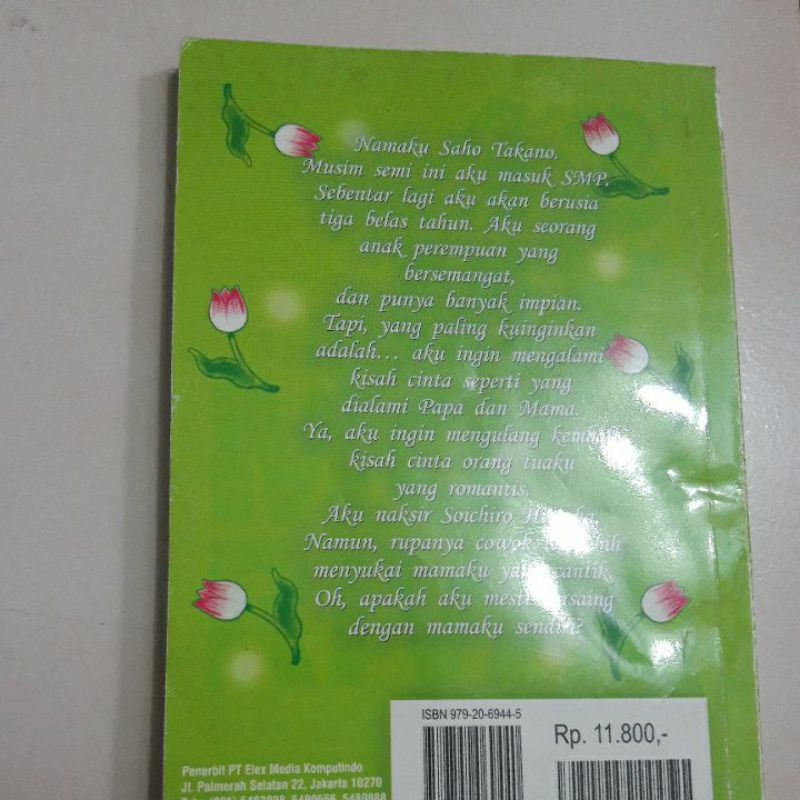 Namaku Saho Takano.
Musim semi ini aku masuk SMP.
Sebentar lagi aku akan berusia
tiga belas tahun. Aku seorang
anak perempuan yang
bersemangat,
dan punya banyak impian.
Tapi, yang paling kuinginkan
adalah... aku ingin mengalami
kisah cinta seperti yang
dialami Papa dan Mama.
Ya, aku ingin mengulang
kisah cinta orang tuaku
yang romantis.
Aku naksir Soichiro
Namun, rupanya cowok
menyukai mamaku yang cantik.
Oh, apakah aku mesti
dengan mamaku sendiri?
ISBN 979-20-6944-5
Rp. 11.800,-
Penerbit PT Elex Media Komputindo
Jl. Palmerah Selatan 22, Jakarta 10270